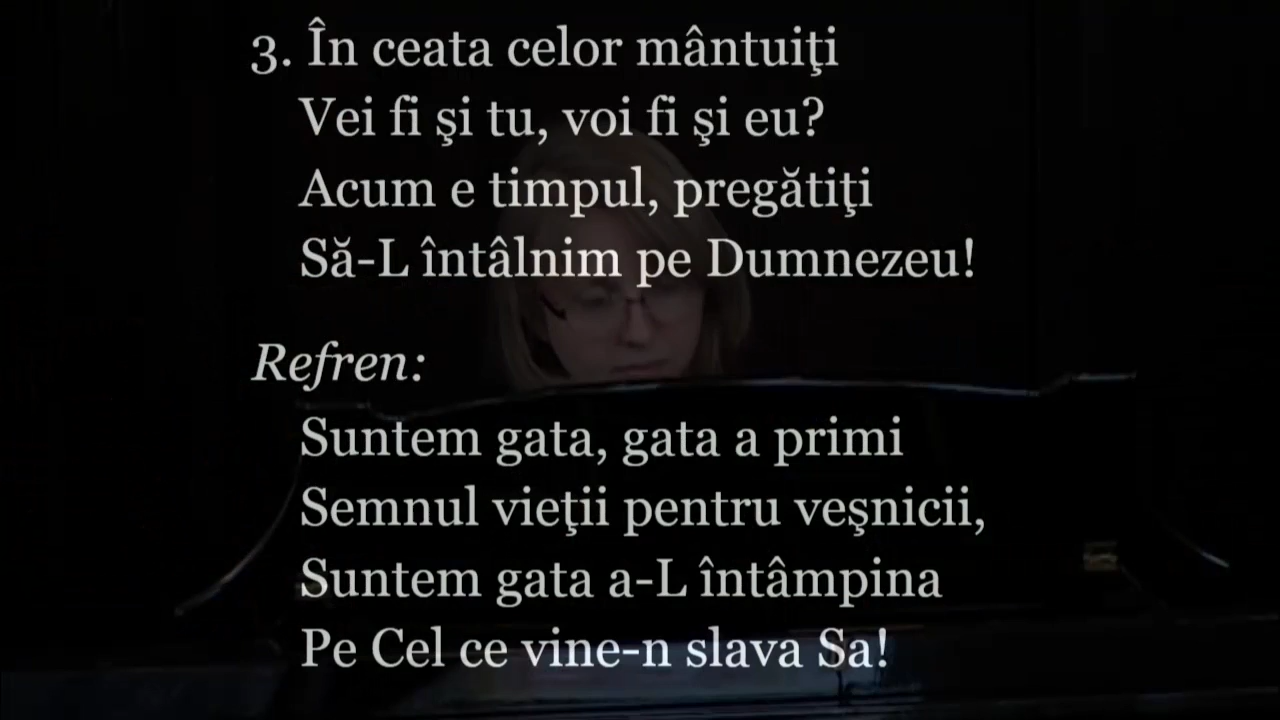 3. În ceata celor mântuiţi
Vei fi şi tu, voi fi şi eu?
Acum e timpul, pregătiţi
Să-L întâlnim pe Dumnezeu!
Refren:
Suntem gata, gata a primi
Semnul vieţii pentru veşnicii,
Suntem gata a-L întâmpina
Pe Cel ce vine-n slava Sa!